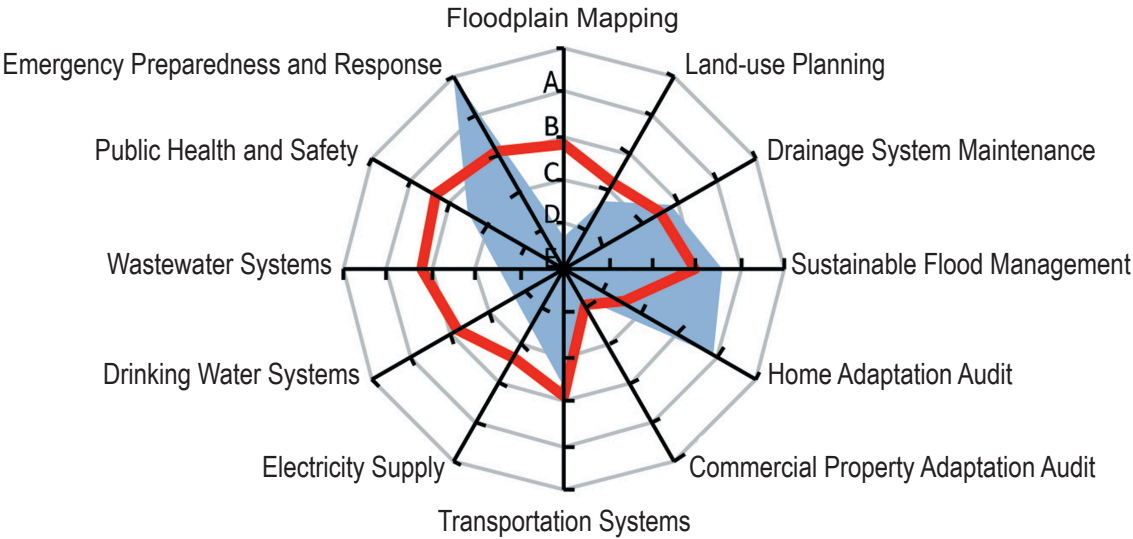 Floodplain Mapping
Emergency Preparedness and Response
Land-use Planning
A
B
Public Health and Safety
Drainage System Maintenance
C
D
E
Wastewater Systems
Sustainable Flood Management
Drinking Water Systems
Home Adaptation Audit
Electricity Supply
Commercial Property Adaptation Audit
Transportation Systems